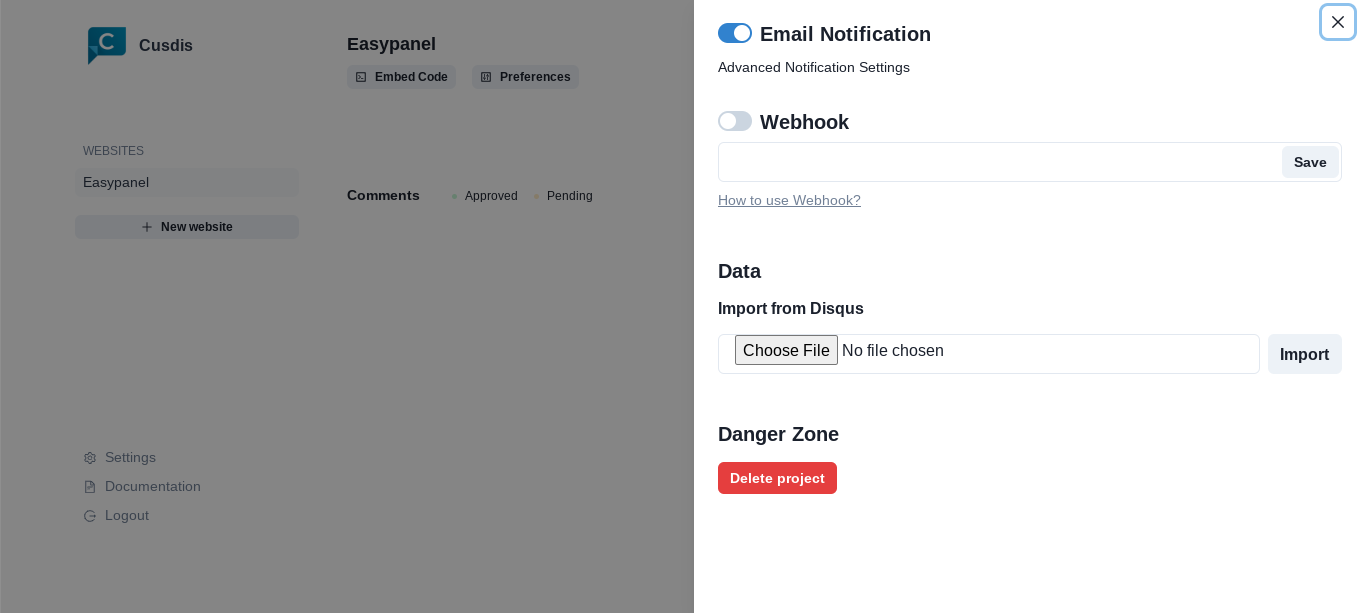 Cusdis
WEBSITES
Easypanel
New website
Settings
Documentation
Logout
Easypanel
Embed Code Preferences
Comments Approved Pending
Email Notification
Advanced Notification Settings
Webhook
Save
How to use Webhook?
Data
Import from Disqus
Choose File No file chosen Import
Danger Zone
Delete project